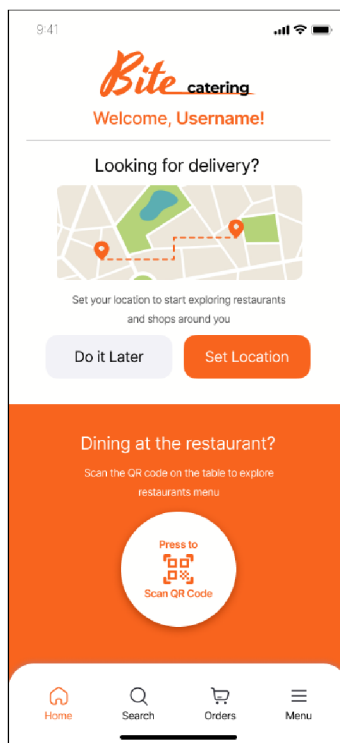 9:41
Bite catering
Welcome, Username!
Looking for delivery?
Set your location to start exploring restaurants
and shops around you
Do it Later
Set Location
Dining at the restaurant?
Scan the QR code on the table to explore
restaurants menu
Press to
Scan QR Code
Home
Search
Orders
Menu